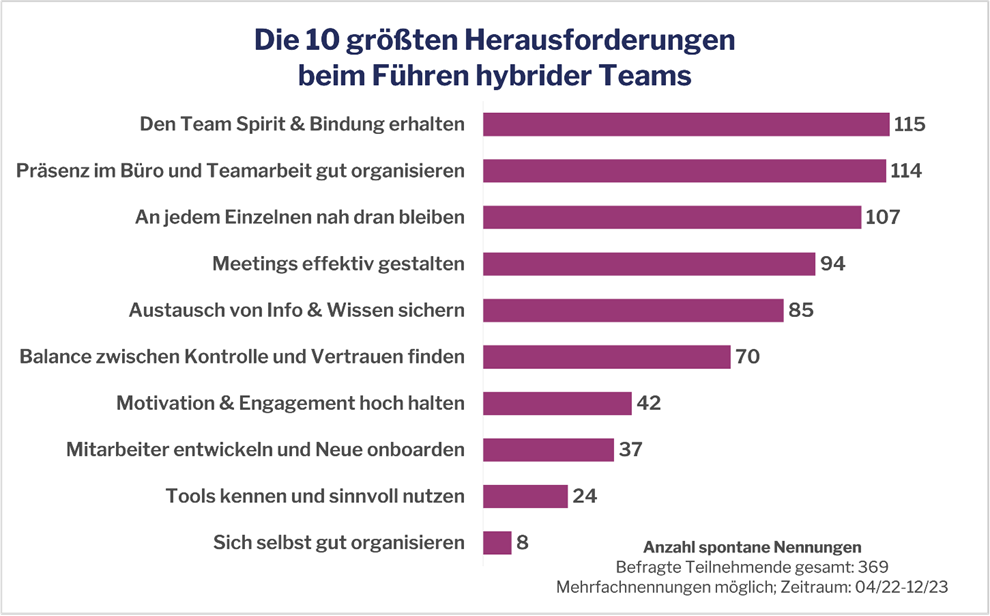 Die 10 größten Herausforderungen
beim Führen hybrider Teams
Den Team Spirit & Bindung erhalten 115
Präsenz im Büro und Teamarbeit gut organisieren 114
An jedem Einzelnen nah dran bleiben 107
Meetings effektiv gestalten 94
Austausch von Info & Wissen sichern 85
Balance zwischen Kontrolle und Vertrauen finden 70
Motivation & Engagement hoch halten 42
Mitarbeiter entwickeln und Neue onboarden 37
Tools kennen und sinnvoll nutzen 24
Sich selbst gut organisieren 8
Anzahl spontane Nennungen
Befragte Teilnehmende gesamt: 369
Mehrfachnennungen möglich; Zeitraum: 04/22-12/23